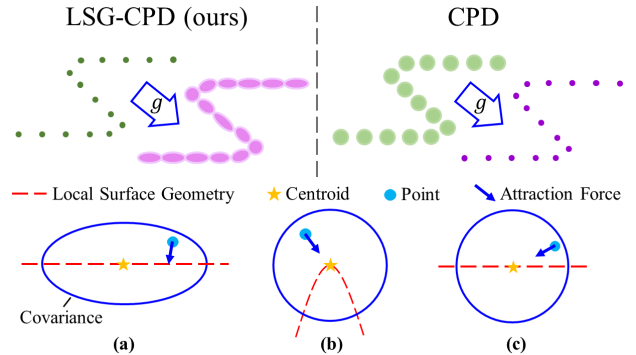 LSG-CPD (ours)
CPD
g
g
Local Surface Geometry
Centroid
Point
Attraction Force
Covariance
(a)
(b)
(c)